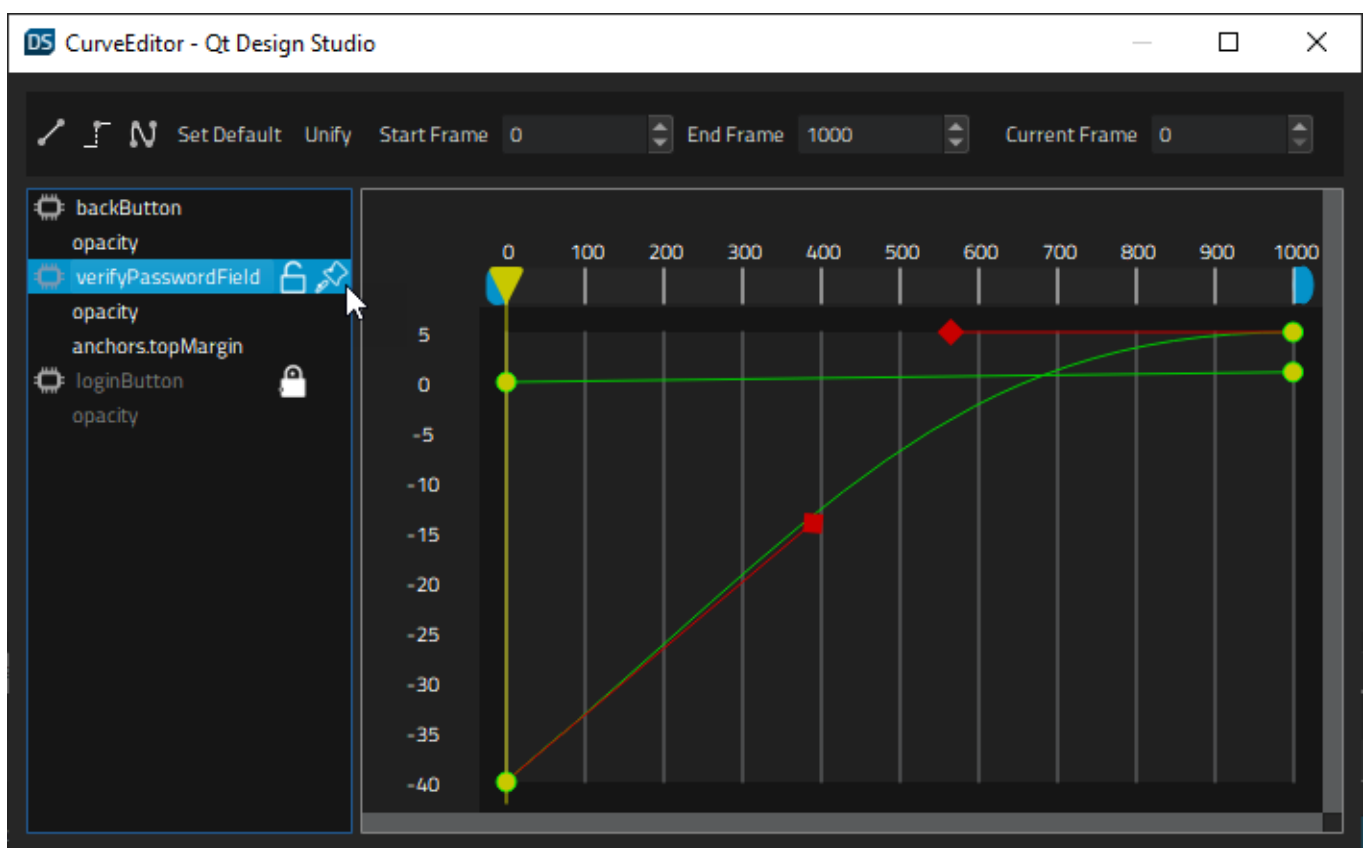 DS CurveEditor - Qt Design Studio
Set Default Unify Start Frame 0 End Frame 1000 Current Frame 0
backButton
opacity
verifyPasswordField
opacity
anchors.topMargin
loginButton
opacity
0 100 200 300 400 500 600 700 800 900 1000
5
0
-5
-10
-15
-20
-25
-30
-35
-40